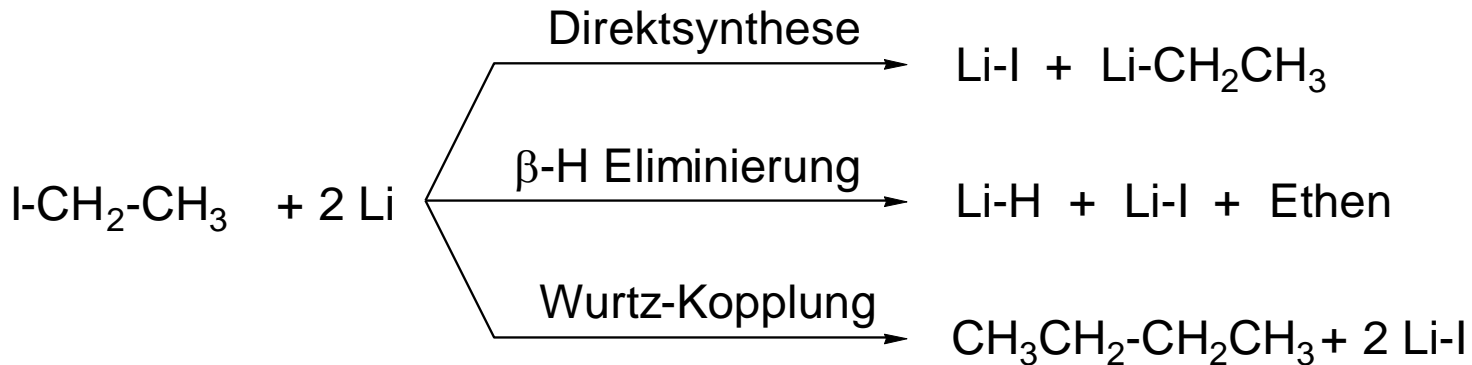 Direktsynthese
Li-I + Li-CH₂CH₃
β-H Eliminierung
I-CH₂-CH₃ + 2 Li
Li-H + Li-I + Ethen
Wurtz-Kopplung
CH₃CH₂-CH₂CH₃ + 2 Li-I